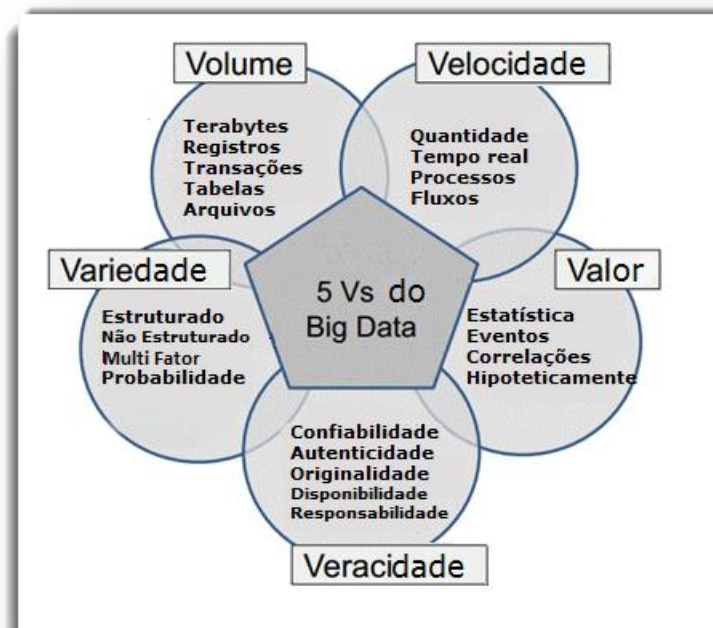 Volume
Terabytes
Registros
Transações
Tabelas
Arquivos
Velocidade
Quantidade
Tempo real
Processos
Fluxos
Variedade
Estruturado
Não Estruturado
Multi Fator
Probabilidade
5 Vs do
Big Data
Valor
Estatística
Eventos
Correlações
Hipoteticamente
Confiabilidade
Autenticidade
Originalidade
Disponibilidade
Responsabilidade
Veracidade